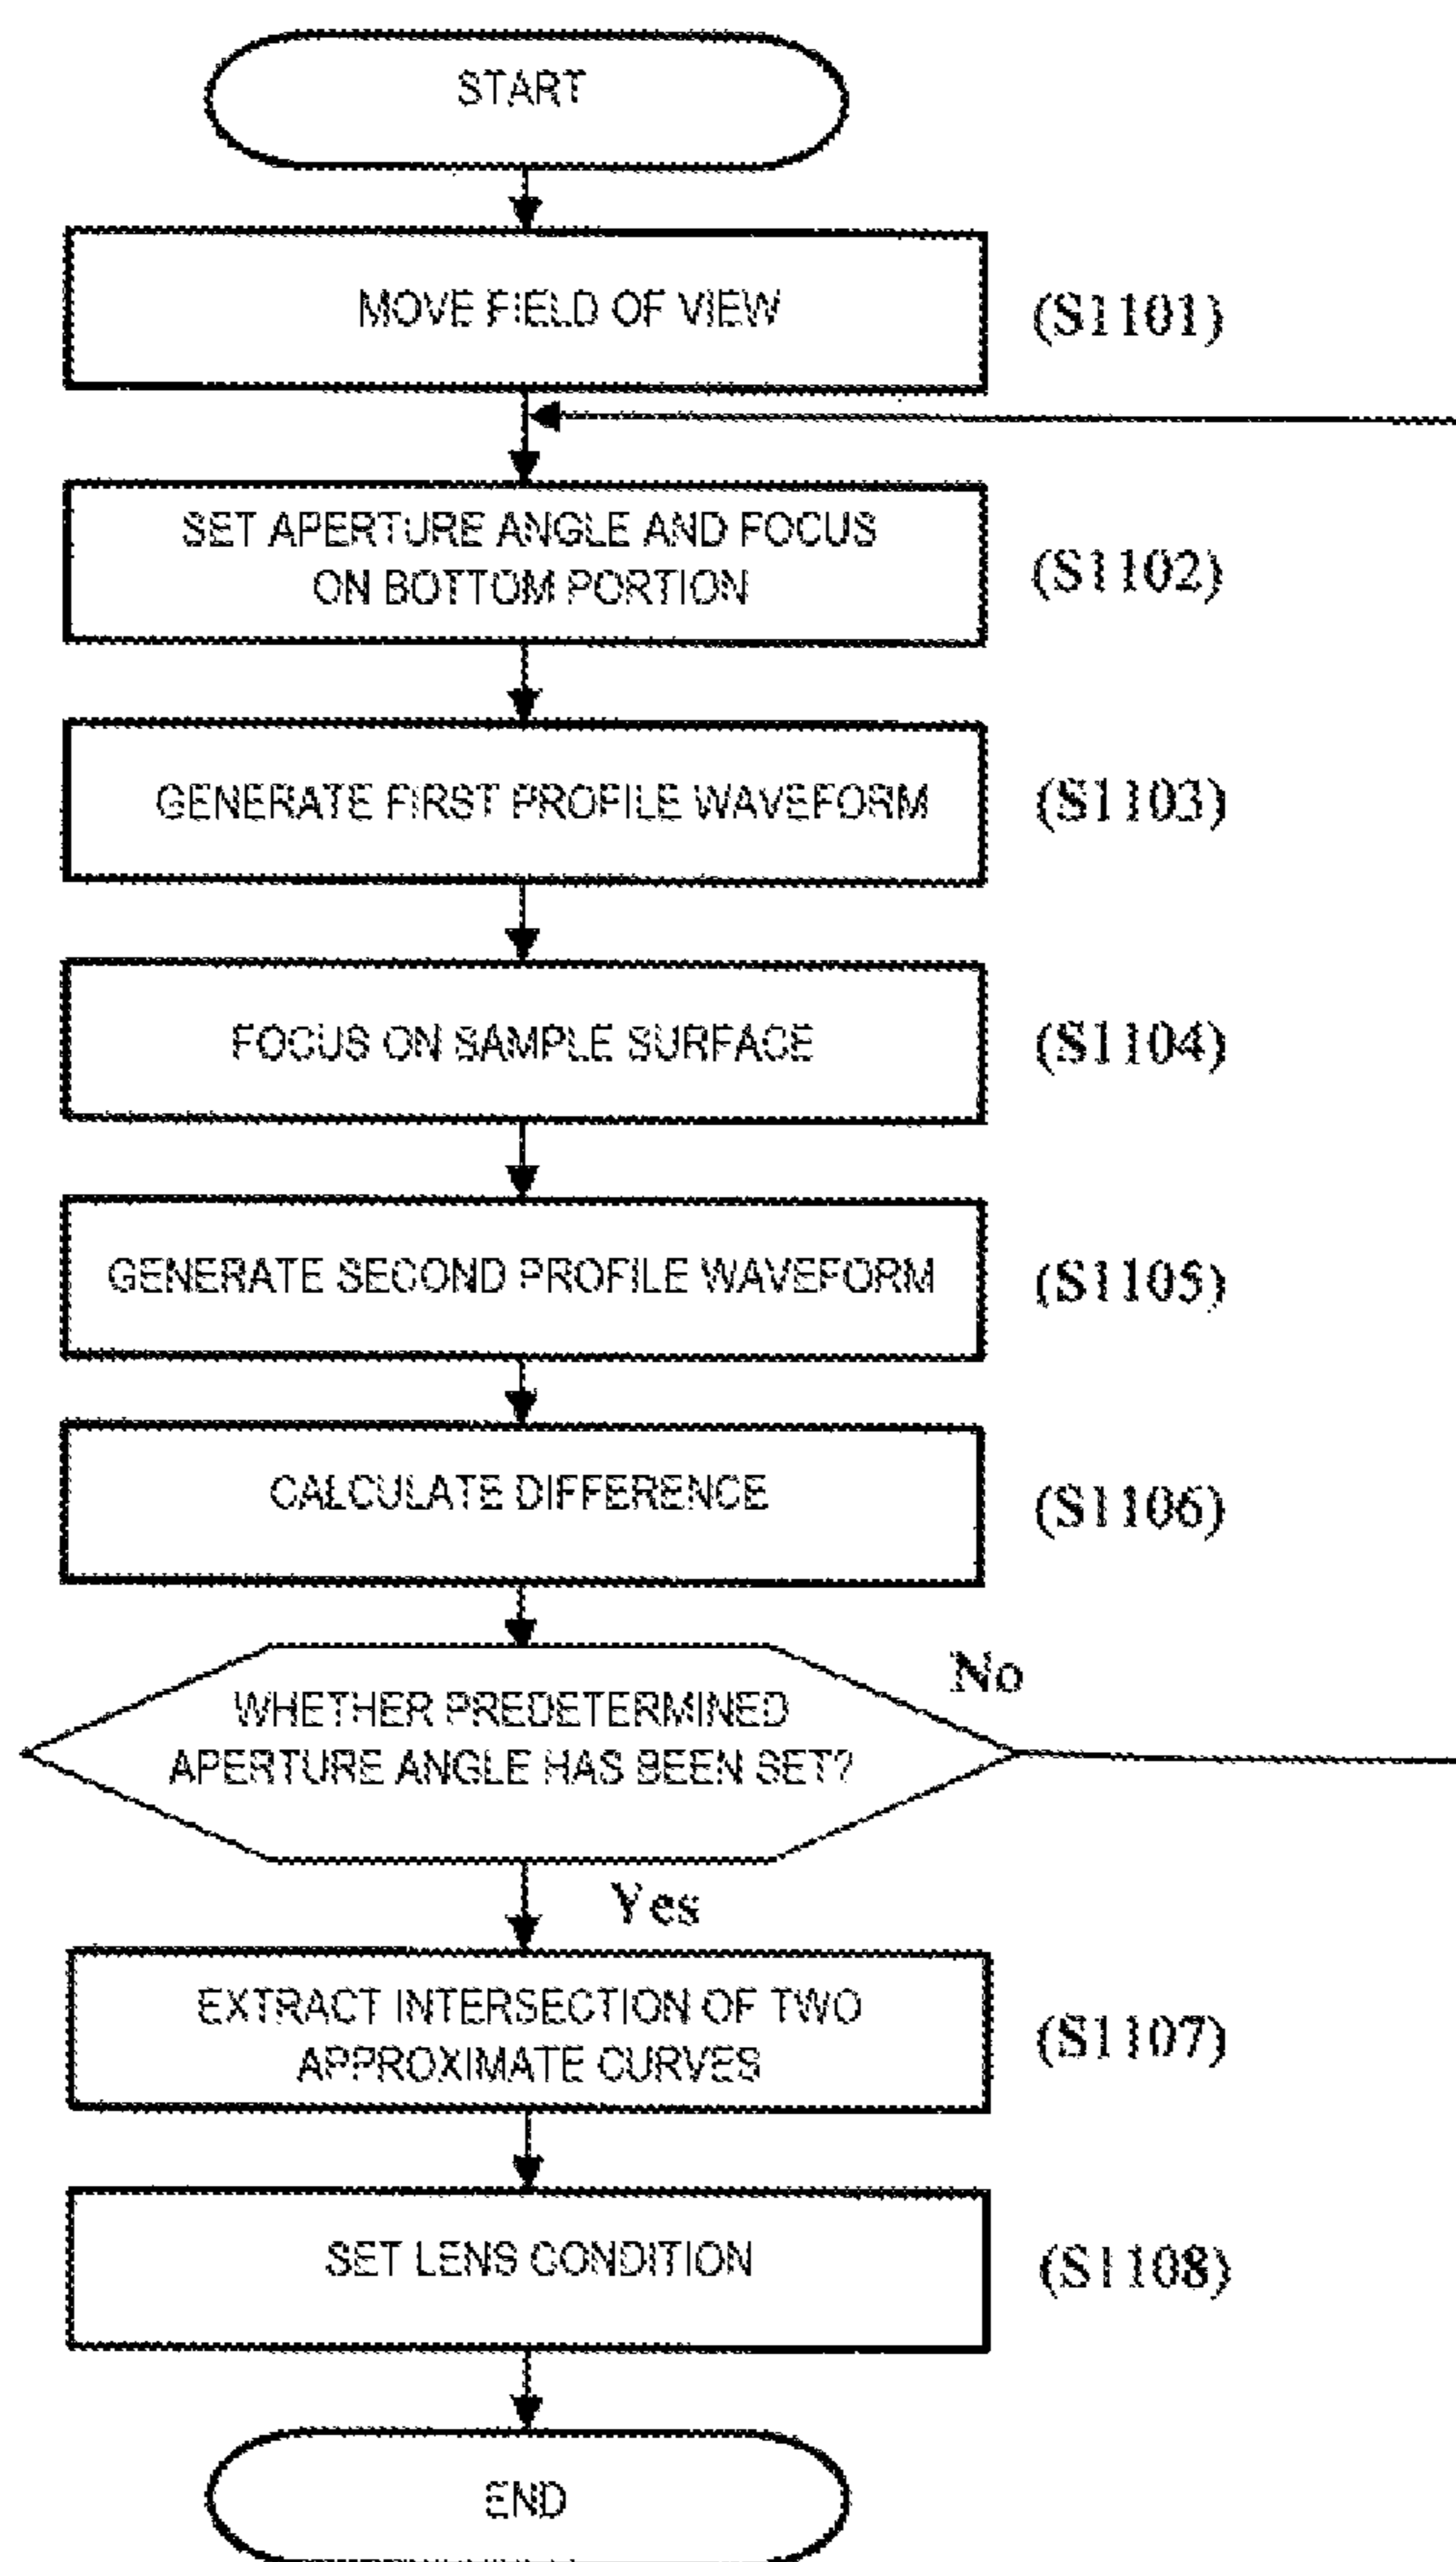 START
MOVE FIELD OF VIEW
(S1101)
SET APERTURE ANGLE AND FOCUS
ON BOTTOM PORTION
(S1102)
GENERATE FIRST PROFILE WAVEFORM
(S1103)
FOCUS ON SAMPLE SURFACE
(S1104)
GENERATE SECOND PROFILE WAVEFORM
(S1105)
CALCULATE DIFFERENCE
(S1106)
No
WHETHER PREDETERMINED
APERTURE ANGLE HAS BEEN SET?
Yes
EXTRACT INTERSECTION OF TWO
APPROXIMATE CURVES
(S1107)
SET LENS CONDITION
(S1108)
END